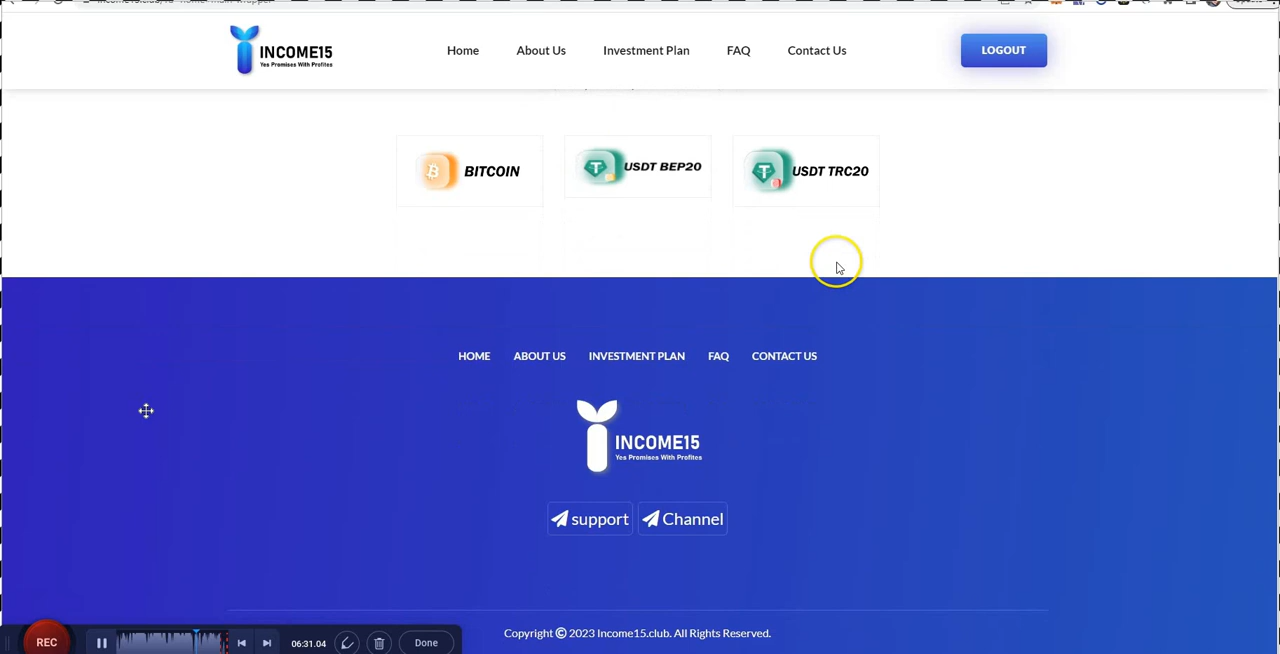 INCOME15
Yes Promises With Profites
Home
About Us
Investment Plan
FAQ
Contact Us
LOGOUT
BITCOIN
USDT BEP20
USDT TRC20
HOME
ABOUT US
INVESTMENT PLAN
FAQ
CONTACT US
INCOME15
Yes Promises With Profites
support
Channel
Copyright © 2023 Income15.club. All Rights Reserved.
REC
06:31.04
Done